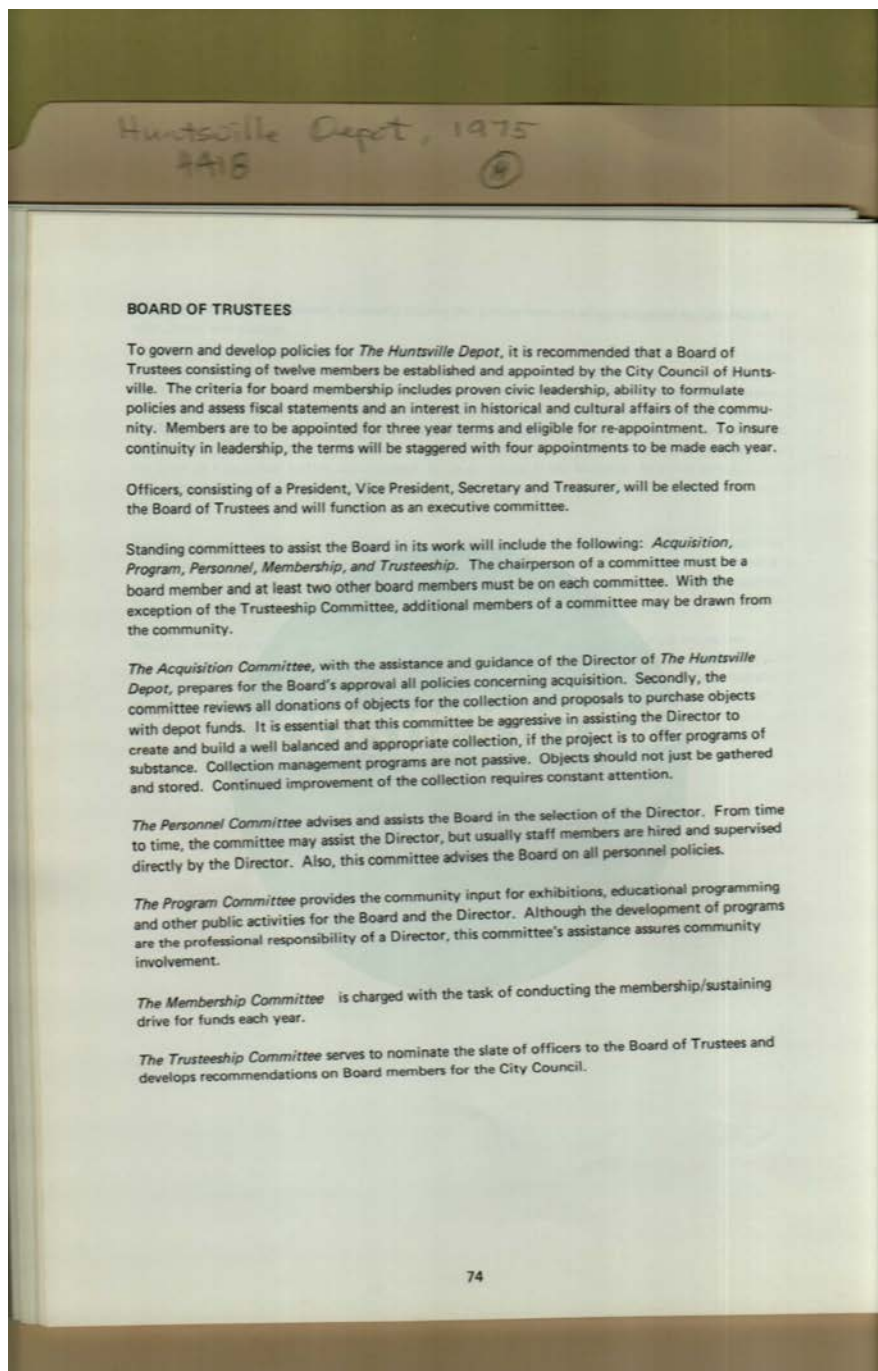 Huntsville Depot, 1975
BOARD OF TRUSTEES
To govern and develop policies for The Huntsville Depot, it is recommended that a Board of
Trustees consisting of twelve members be established and appointed by the City Council of Hunts-
ville. The criteria for board membership includes proven civic leadership, ability to formulate
policies and assess fiscal statements and an interest in historical and cultural affairs of the commu-
nity. Members are to be appointed for three year terms and eligible for re-appointment. To insure
continuity in leadership, the terms will be staggered with four appointments to be made each year.
Officers, consisting of a President, Vice President, Secretary and Treasurer, will be elected from
the Board of Trustees and will function as an executive committee.
Standing committees to assist the Board in its work will include the following: Acquisition,
Program, Personnel, Membership, and Trusteeship. The chairperson of a committee must be a
board member and at least two other board members must be on each committee. With the
exception of the Trusteeship Committee, additional members of a committee may be drawn from
the community.
The Acquisition Committee, with the assistance and guidance of the Director of The Huntsville
Depot, prepares for the Board's approval all policies concerning acquisition. Secondly, the
committee reviews all donations of objects for the collection and proposals to purchase objects
with depot funds. It is essential that this committee be aggressive in assisting the Director to
create and build a well balanced and appropriate collection, if the project is to offer programs of
substance. Collection management programs are not passive. Objects should not just be gathered
and stored. Continued improvement of the collection requires constant attention.
The Personnel Committee advises and assists the Board in the selection of the Director. From time
to time, the committee may assist the Director, but usually staff members are hired and supervised
directly by the Director. Also, this committee advises the Board on all personnel policies.
The Program Committee provides the community input for exhibitions, educational programming
and other public activities for the Board and the Director. Although the development of programs
are the professional responsibility of a Director, this committee's assistance assures community
involvement.
The Membership Committee is charged with the task of conducting the membership/sustaining
drive for funds each year.
The Trusteeship Committee serves to nominate the slate of officers to the Board of Trustees and
develops recommendations on Board members for the City Council.
74